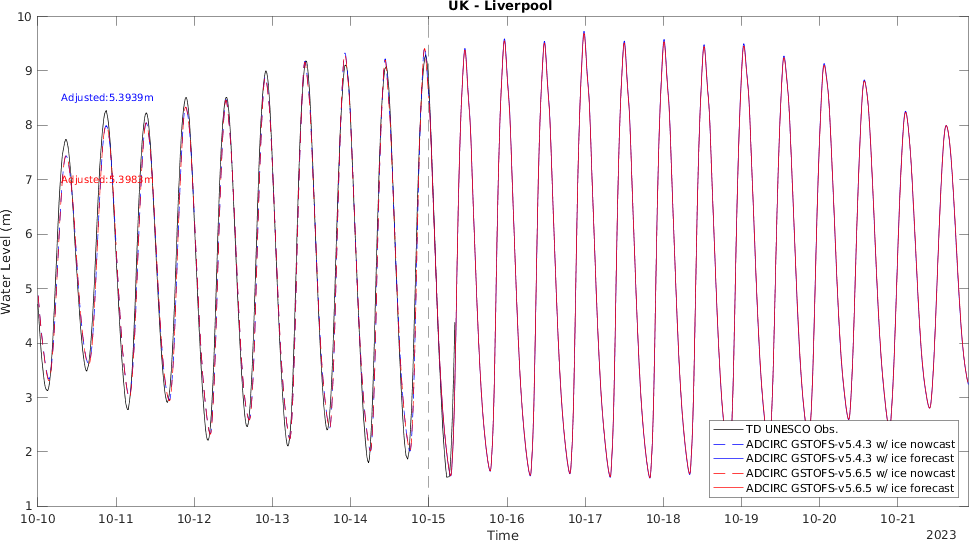 UK - Liverpool
10
9
8
7
6
5
4
3
2
1
Water Level (m)
Adjusted:5.3939m
Adjusted:5.3983m
TD UNESCO Obs.
ADCIRC GSTOFS-v5.4.3 w/ ice nowcast
ADCIRC GSTOFS-v5.4.3 w/ ice forecast
ADCIRC GSTOFS-v5.6.5 w/ ice nowcast
ADCIRC GSTOFS-v5.6.5 w/ ice forecast
10-10 10-11 10-12 10-13 10-14 10-15 10-16 10-17 10-18 10-19 10-20 10-21
Time
2023